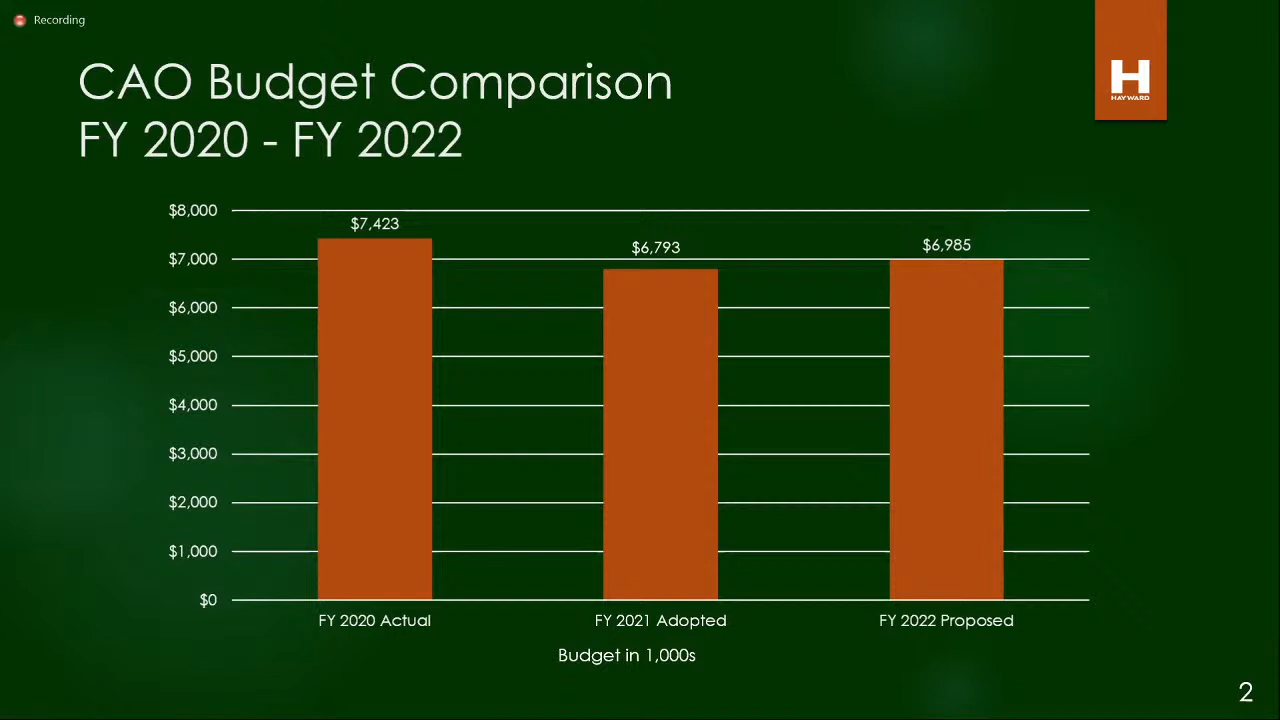 Recording
CAO Budget Comparison
FY 2020 - FY 2022
H
HAYWARD
$8,000
$7,000
$6,000
$5,000
$4,000
$3,000
$2,000
$1,000
$0
$7,423
$6,793
$6,985
FY 2020 Actual
FY 2021 Adopted
FY 2022 Proposed
Budget in 1,000s
2